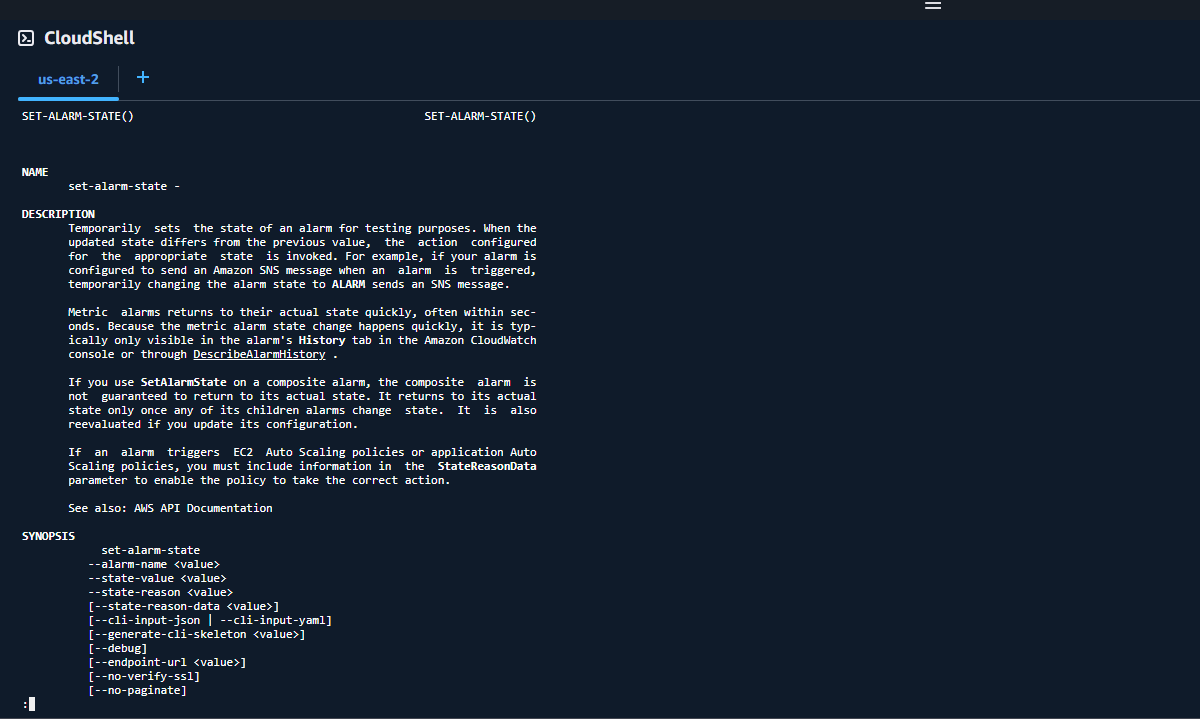 CloudShell
us-east-2
+
SET-ALARM-STATE() SET-ALARM-STATE()
NAME
set-alarm-state -
DESCRIPTION
Temporarily sets the state of an alarm for testing purposes. When the
updated state differs from the previous value, the action configured
for the appropriate state is invoked. For example, if your alarm is
configured to send an Amazon SNS message when an alarm is triggered,
temporarily changing the alarm state to ALARM sends an SNS message.
Metric alarms returns to their actual state quickly, often within sec-
onds. Because the metric alarm state change happens quickly, it is typ-
ically only visible in the alarm's History tab in the Amazon CloudWatch
console or through DescribeAlarmHistory .
If you use SetAlarmState on a composite alarm, the composite alarm is
not guaranteed to return to its actual state. It returns to its actual
state only once any of its children alarms change state. It is also
reevaluated if you update its configuration.
If an alarm triggers EC2 Auto Scaling policies or application Auto
Scaling policies, you must include information in the StateReasonData
parameter to enable the policy to take the correct action.
See also: AWS API Documentation
SYNOPSIS
set-alarm-state
--alarm-name <value>
--state-value <value>
--state-reason <value>
[--state-reason-data <value>]
[--cli-input-json | --cli-input-yaml]
[--generate-cli-skeleton <value>]
[--debug]
[--endpoint-url <value>]
[--no-verify-ssl]
[--no-paginate]
: